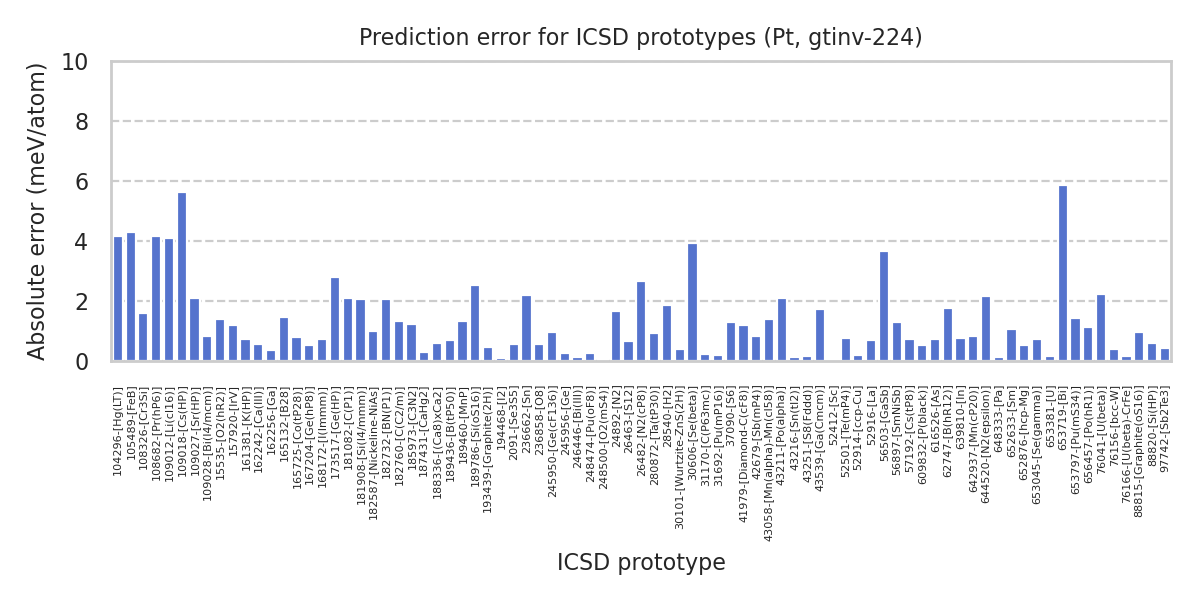 Prediction error for ICSD prototypes (Pt, gtinv-224)
Absolute error (meV/atom)
10
8
6
4
2
0
104296-[Hg(LT)]
105489-[FeB]
108326-[Cr3Si]
108682-[Pr(hP6)]
109012-[Li(cI16)]
109018-[Cs(HP)]
109027-[Sr(HP)]
109028-[Bi(I4/mcm)]
15535-[O2(hR2)]
157920-[IrV]
161381-[K(HP)]
162242-[Ca(III)]
162256-[Ga]
165132-[B28]
165725-[Co(tP28)]
167204-[Ge(hP8)]
168172-[I(Immm)]
173517-[Ge(HP)]
181082-[C(P1)]
181908-[Si(I4/mmm)]
182587-[Nickeline-NiAs]
182732-[BN(P1)]
182760-[C(C2/m)]
185973-[C3N2]
187431-[CaHg2]
188336-[(Ca8)xCa2]
189436-[B(tP50)]
189460-[MnP]
189786-[Si(oS16)]
193439-[Graphite(2H)]
194468-[I2]
2091-[Se3S5]
236662-[Sn]
236858-[O8]
245950-[Ge(cF136)]
245956-[Ge]
246446-[Bi(III)]
248474-[Pu(oF8)]
248500-[O2(mS4)]
24892-[N2]
26463-[S12]
26482-[N2(cP8)]
280872-[Ta(tP30)]
28540-[H2]
30101-[Wurtzite-ZnS(2H)]
30606-[Se(beta)]
31170-[C(P63mc)]
31692-[Pu(mP16)]
37090-[S6]
41979-[Diamond-C(cF8)]
42679-[Sb(mP4)]
43058-[Mn(alpha)-Mn(cI58)]
43211-[Po(alpha)]
43216-[Sn(tI2)]
43251-[S8(Fddd)]
43539-[Ga(Cmcm)]
52412-[Sc]
52501-[Te(mP4)]
52914-[ccp-Cu]
52916-[La]
56503-[GaSb]
56897-[SmNiSb]
57192-[Cs(tP8)]
609832-[P(black)]
616526-[As]
62747-[B(hR12)]
639810-[In]
642937-[Mn(cP20)]
644520-[N2(epsilon)]
648333-[Pa]
652633-[Sm]
652876-[hcp-Mg]
653045-[Se(gamma)]
653381-[U]
653719-[Bi]
653797-[Pu(mS34)]
656457-[Po(hR1)]
76041-[U(beta)]
76156-[bcc-W]
76166-[U(beta)-CrFe]
88815-[Graphite(oS16)]
88820-[Si(HP)]
97742-[Sb2Te3]
ICSD prototype